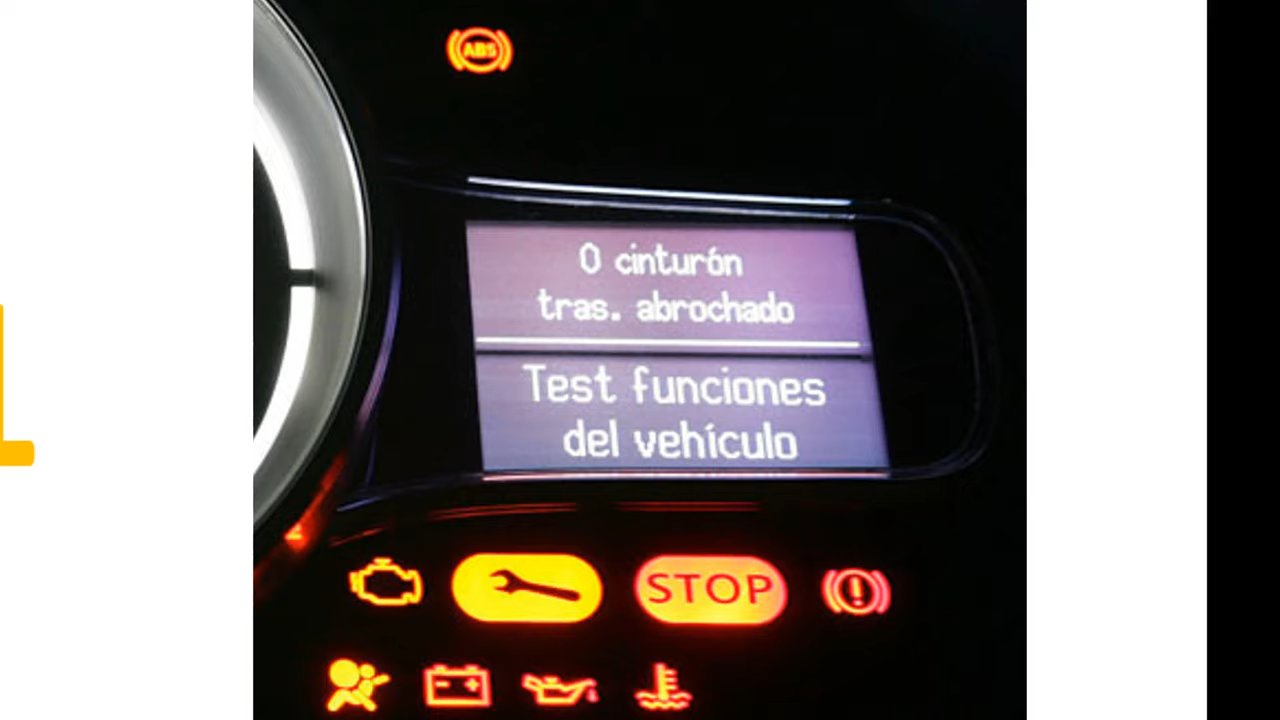 ABS
0 cinturón
tras. abrochado
Test funciones
del vehículo
STOP